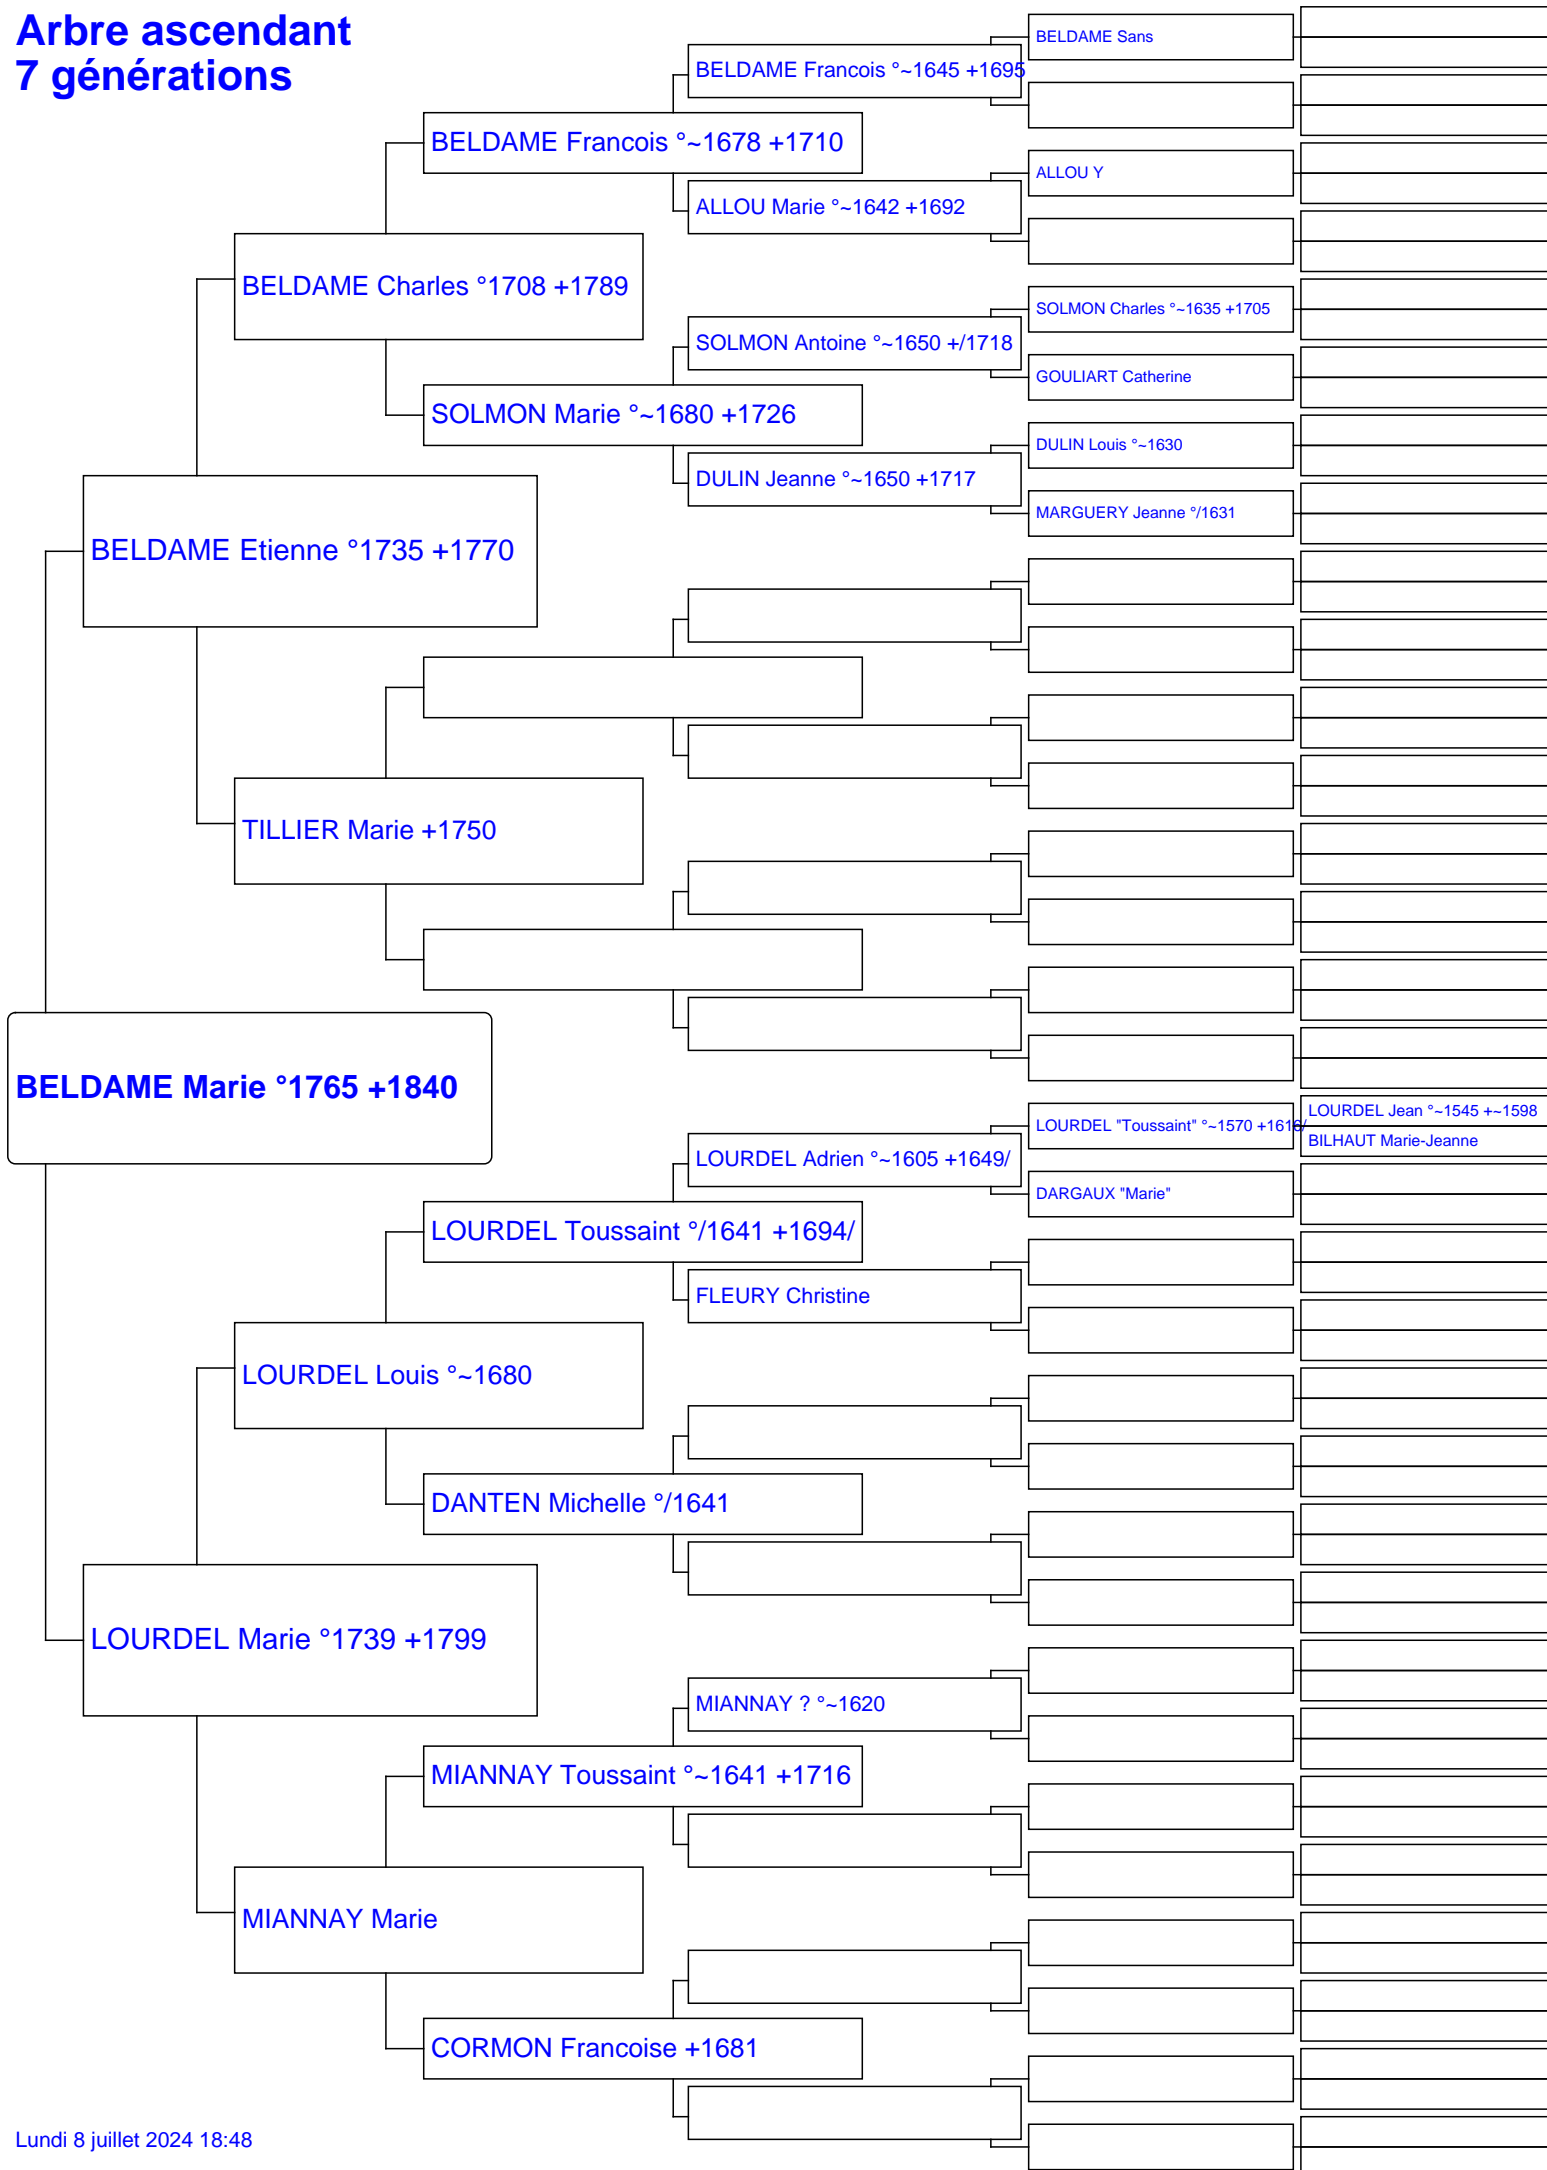 Arbre ascendant
7 générations
BELDAME Sans
BELDAME Francois °~1645 +1695
BELDAME Francois °~1678 +1710
ALLOU Y
ALLOU Marie °~1642 +1692
BELDAME Charles °1708 +1789
SOLMON Charles °~1635 +1705
SOLMON Antoine °~1650 +/1718
GOULIART Catherine
SOLMON Marie °~1680 +1726
DULIN Louis °~1630
DULIN Jeanne °~1650 +1717
MARGUERY Jeanne °/1631
BELDAME Etienne °1735 +1770
TILLIER Marie +1750
BELDAME Marie °1765 +1840
LOURDEL Jean °~1545 +~1598
LOURDEL "Toussaint" °~1570 +1616/
BILHAUT Marie-Jeanne
LOURDEL Adrien °~1605 +1649/
DARGAUX "Marie"
LOURDEL Toussaint °/1641 +1694/
FLEURY Christine
LOURDEL Louis °~1680
DANTEN Michelle °/1641
LOURDEL Marie °1739 +1799
MIANNAY ? °~1620
MIANNAY Toussaint °~1641 +1716
MIANNAY Marie
CORMON Francoise +1681
Lundi 8 juillet 2024 18:48